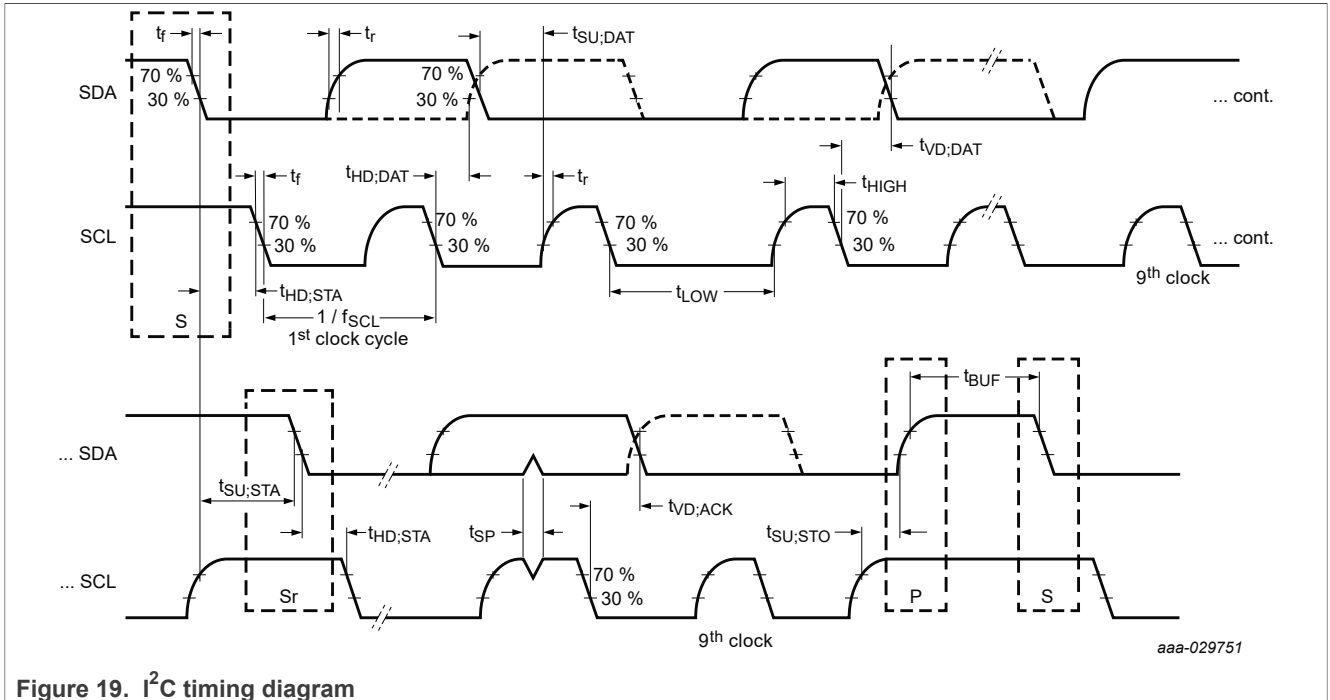 tf
tr
tSU;DAT
70 %
30 %
SDA
70 %
30 %
... cont.
tVD;DAT
tf
tHD;DAT
tr
tHIGH
SCL
70 %
30 %
70 %
30 %
70 %
30 %
70 %
30 %
... cont.
9th clock
tHD;STA
tLOW
S
1 / fSCL
1st clock cycle
tBUF
... SDA
tSU;STA
tHD;STA
tSP
tVD;ACK
tSU;STO
... SCL
70 %
30 %
Sr
P
S
9th clock
aaa-029751
Figure 19. I2C timing diagram